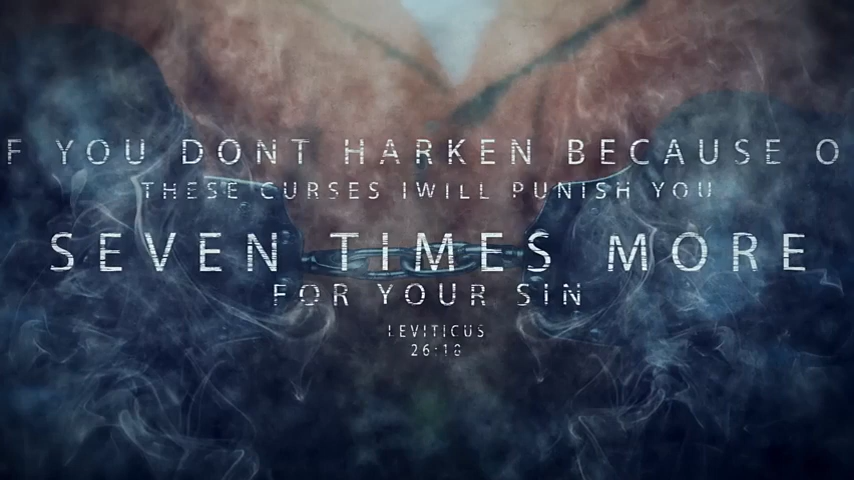 F YOU DONT HARKEN BECAUSE O
THESE CURSES IWILL PUNISH YOU
SEVEN TIMES MORE
FOR YOUR SIN
LEVITICUS
26:18